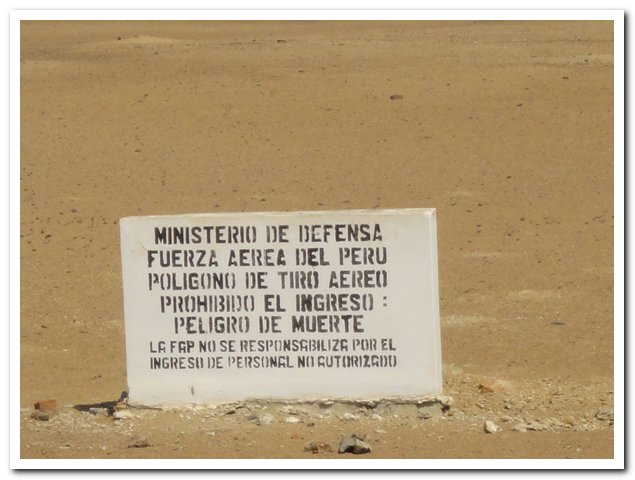 MINISTERIO DE DEFENSA
FUERZA AEREA DEL PERU
POLIGONO DE TIRO AEREO
PROHIBIDO EL INGRESO :
PELIGRO DE MUERTE
LA FAP NO SE RESPONSABILIZA POR EL
INGRESO DE PERSONAL NO AUTORIZADO